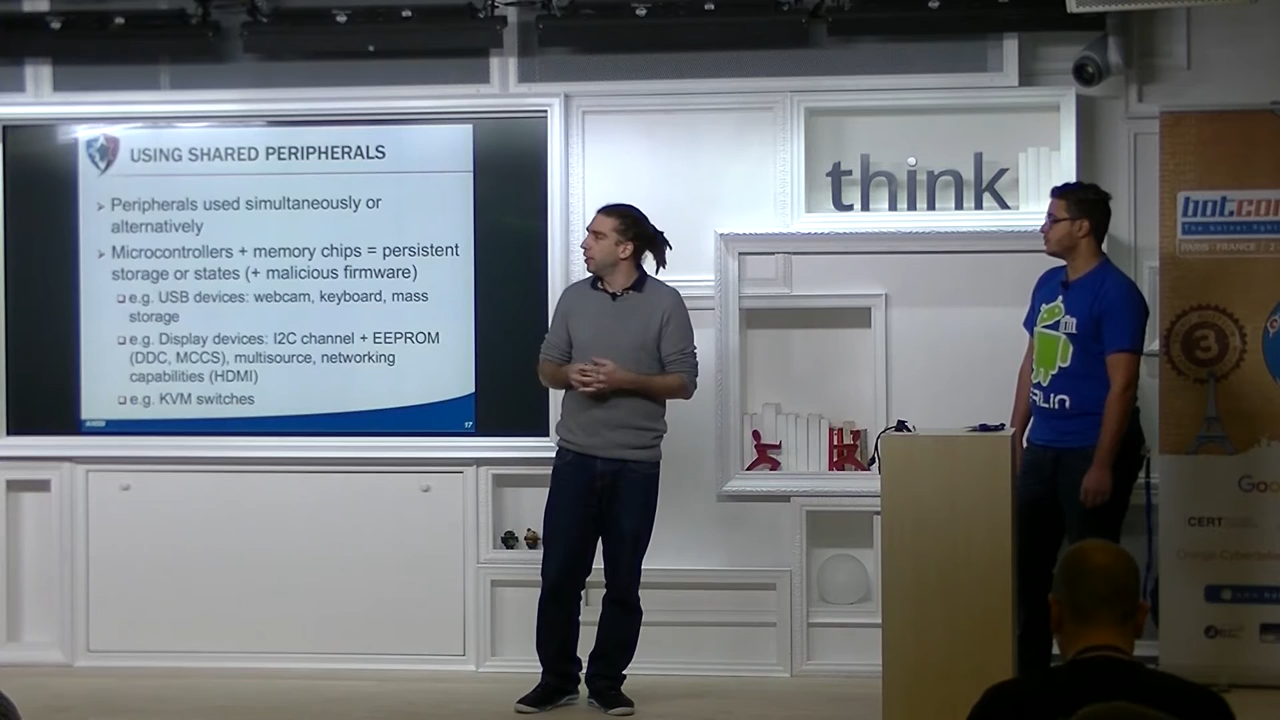 USING SHARED PERIPHERALS
➢ Peripherals used simultaneously or
alternatively
➢ Microcontrollers + memory chips = persistent
storage or states (+ malicious firmware)
❑ e.g. USB devices: webcam, keyboard, mass
storage
❑ e.g. Display devices: I2C channel + EEPROM
(DDC, MCCS), multisource, networking
capabilities (HDMI)
❑ e.g. KVM switches
17
think
botcon
PARIS
FRANCE
3
Goo
CERT
RLIN